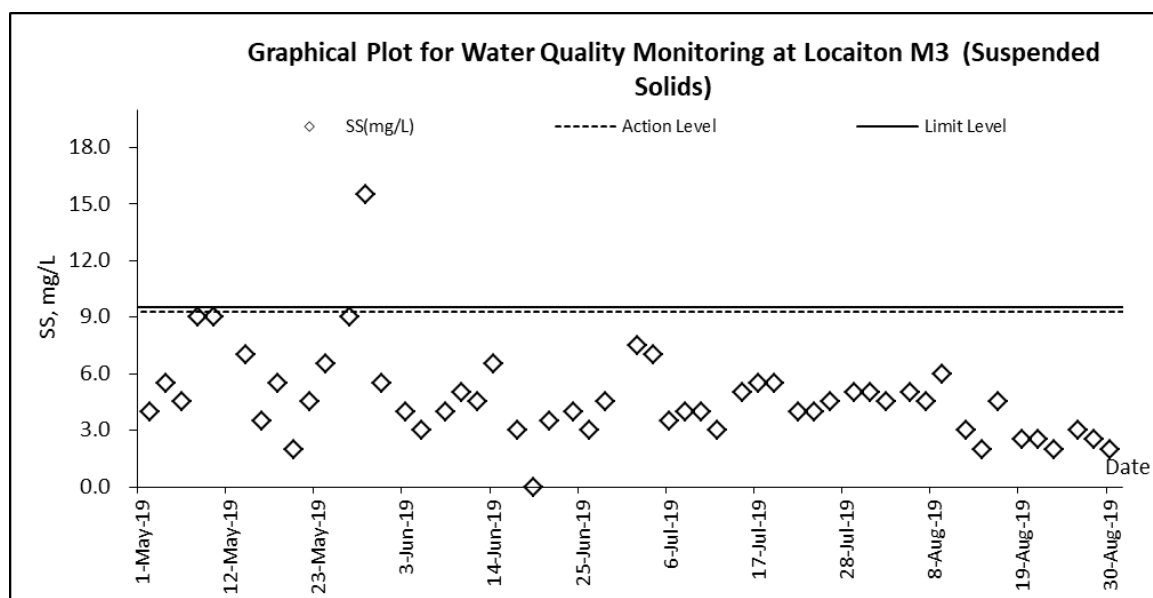 Graphical Plot for Water Quality Monitoring at Locaiton M3 (Suspended
Solids)
SS(mg/L)
Action Level
Limit Level
SS, mg/L
18.0
15.0
12.0
9.0
6.0
3.0
0.0
Date
1-May-19
12-May-19
23-May-19
3-Jun-19
14-Jun-19
25-Jun-19
6-Jul-19
17-Jul-19
28-Jul-19
8-Aug-19
19-Aug-19
30-Aug-19